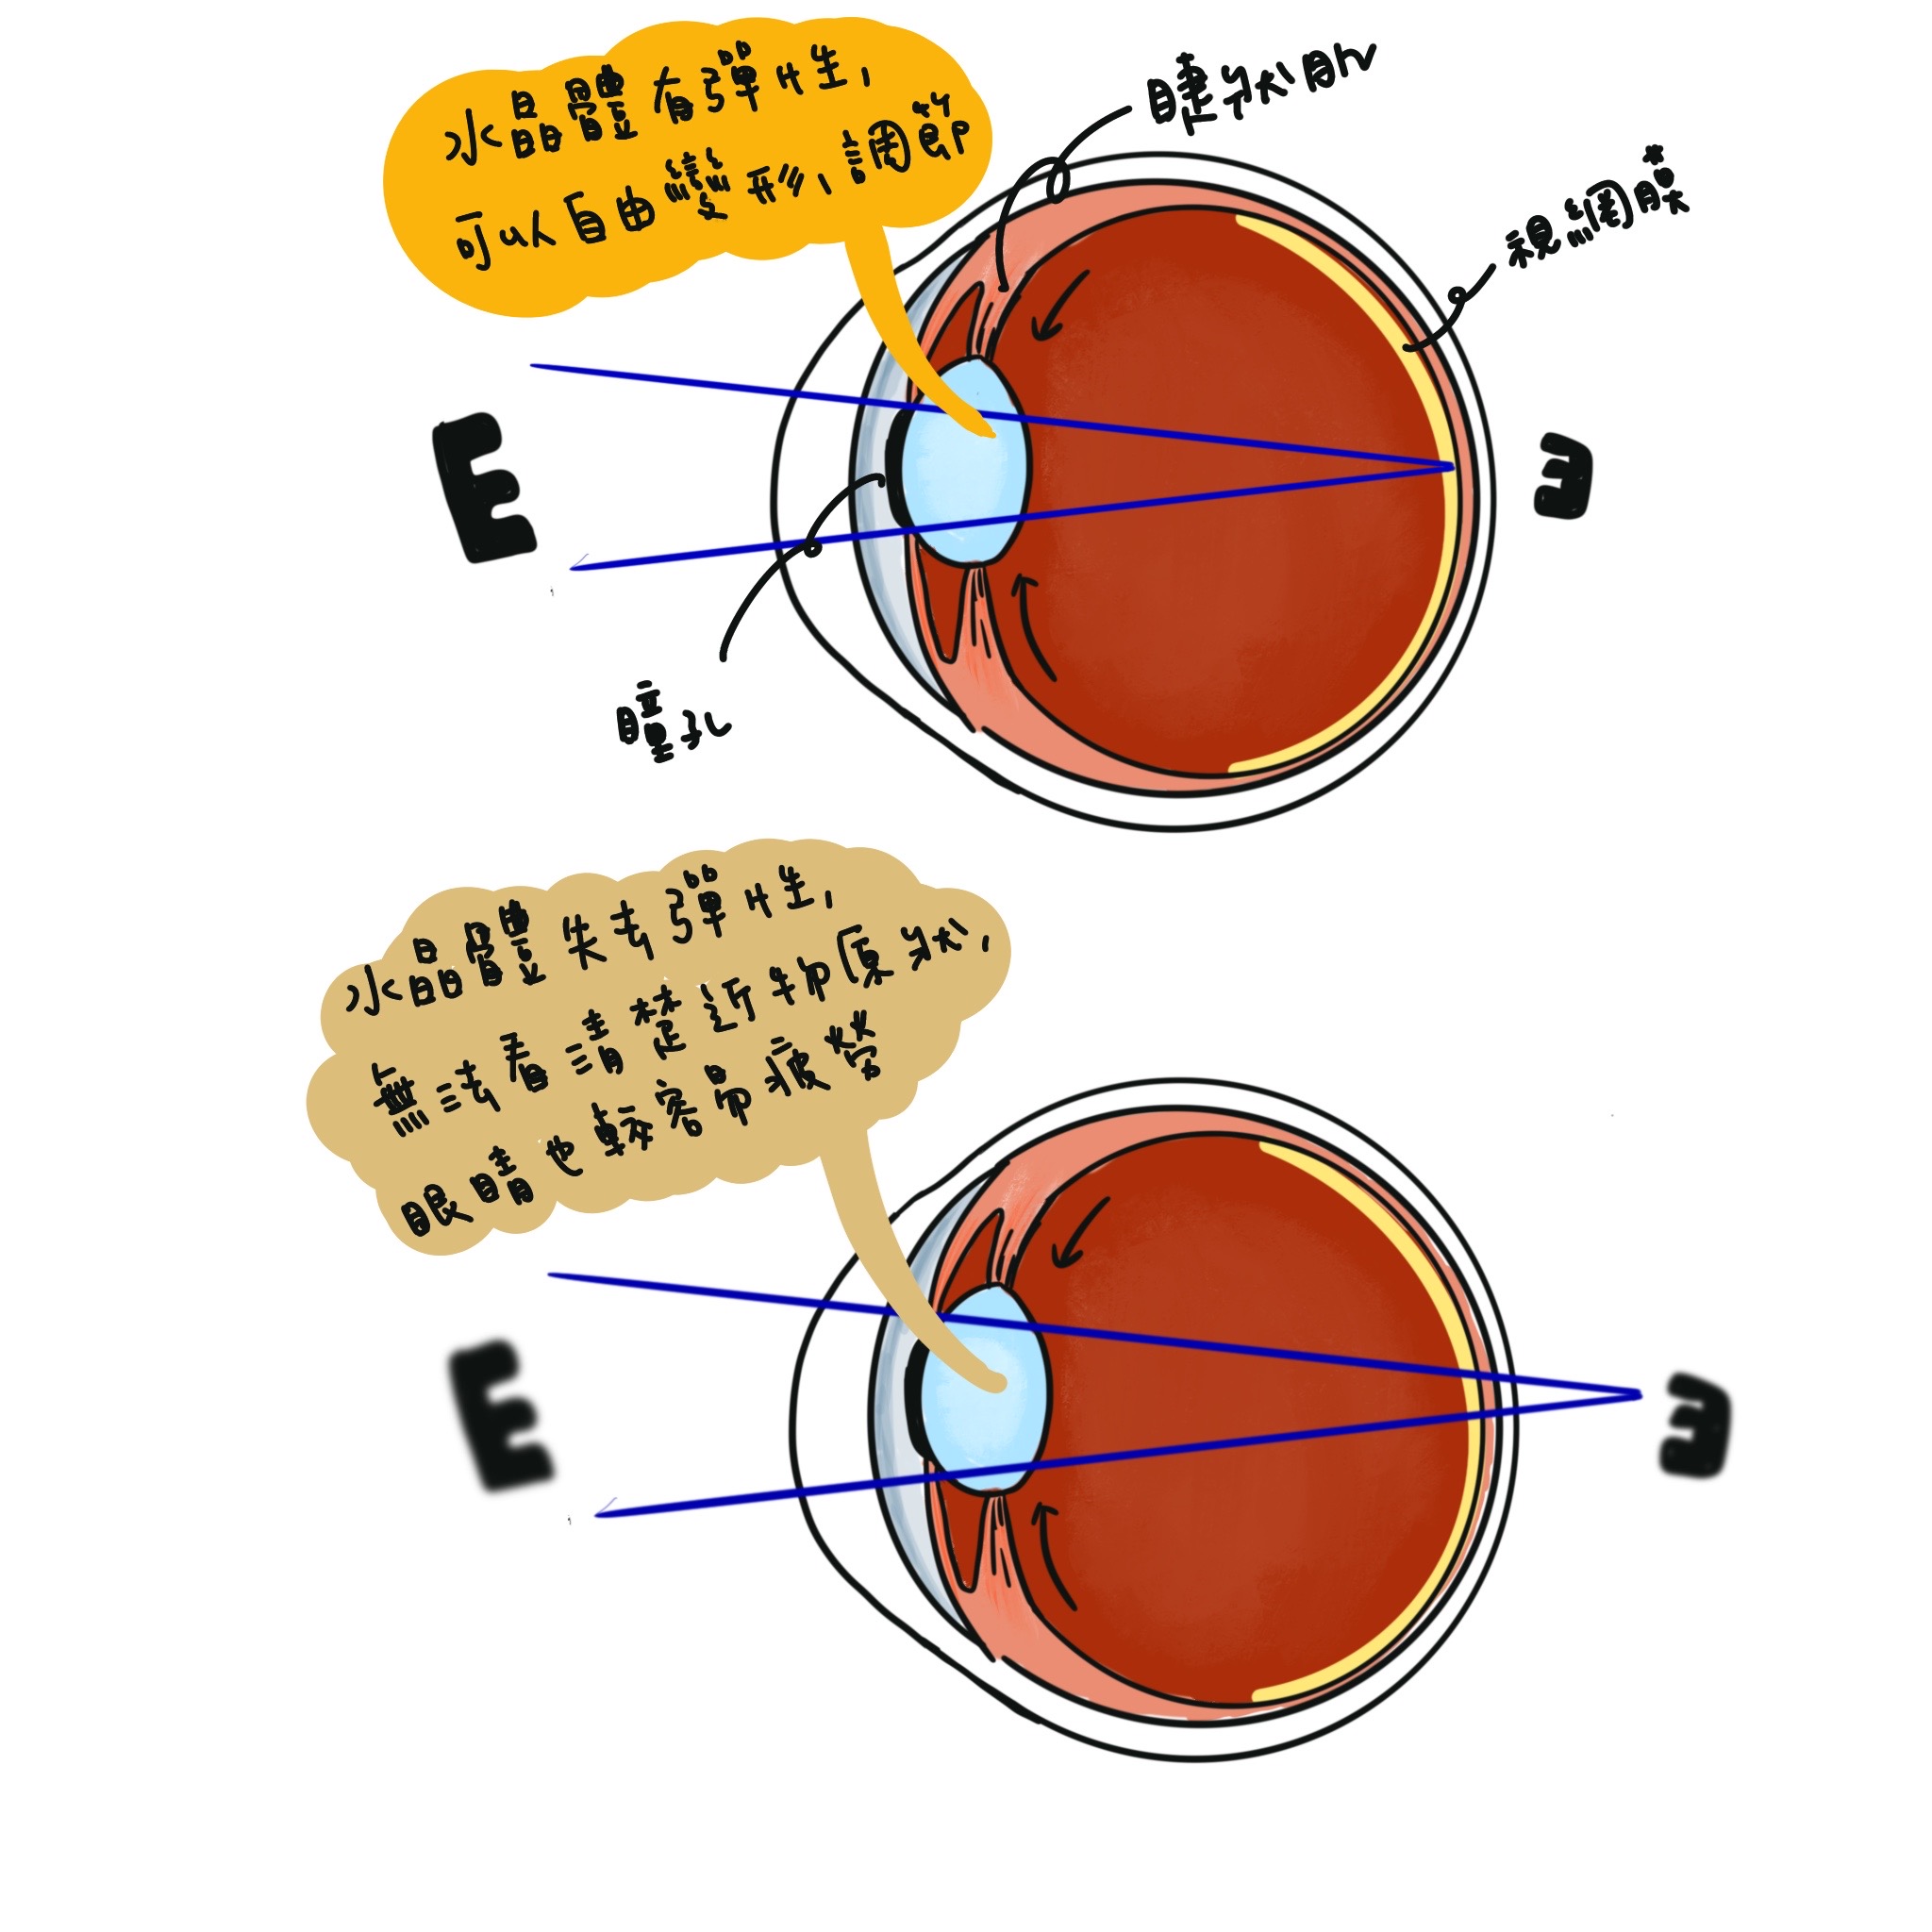 水晶體有彈性,
可以自由變形,調節
睫狀肌
視網膜
E
E
瞳孔
水晶體失去彈性,
無法看清楚近物原狀,
眼睛也較容易疲勞
E
E